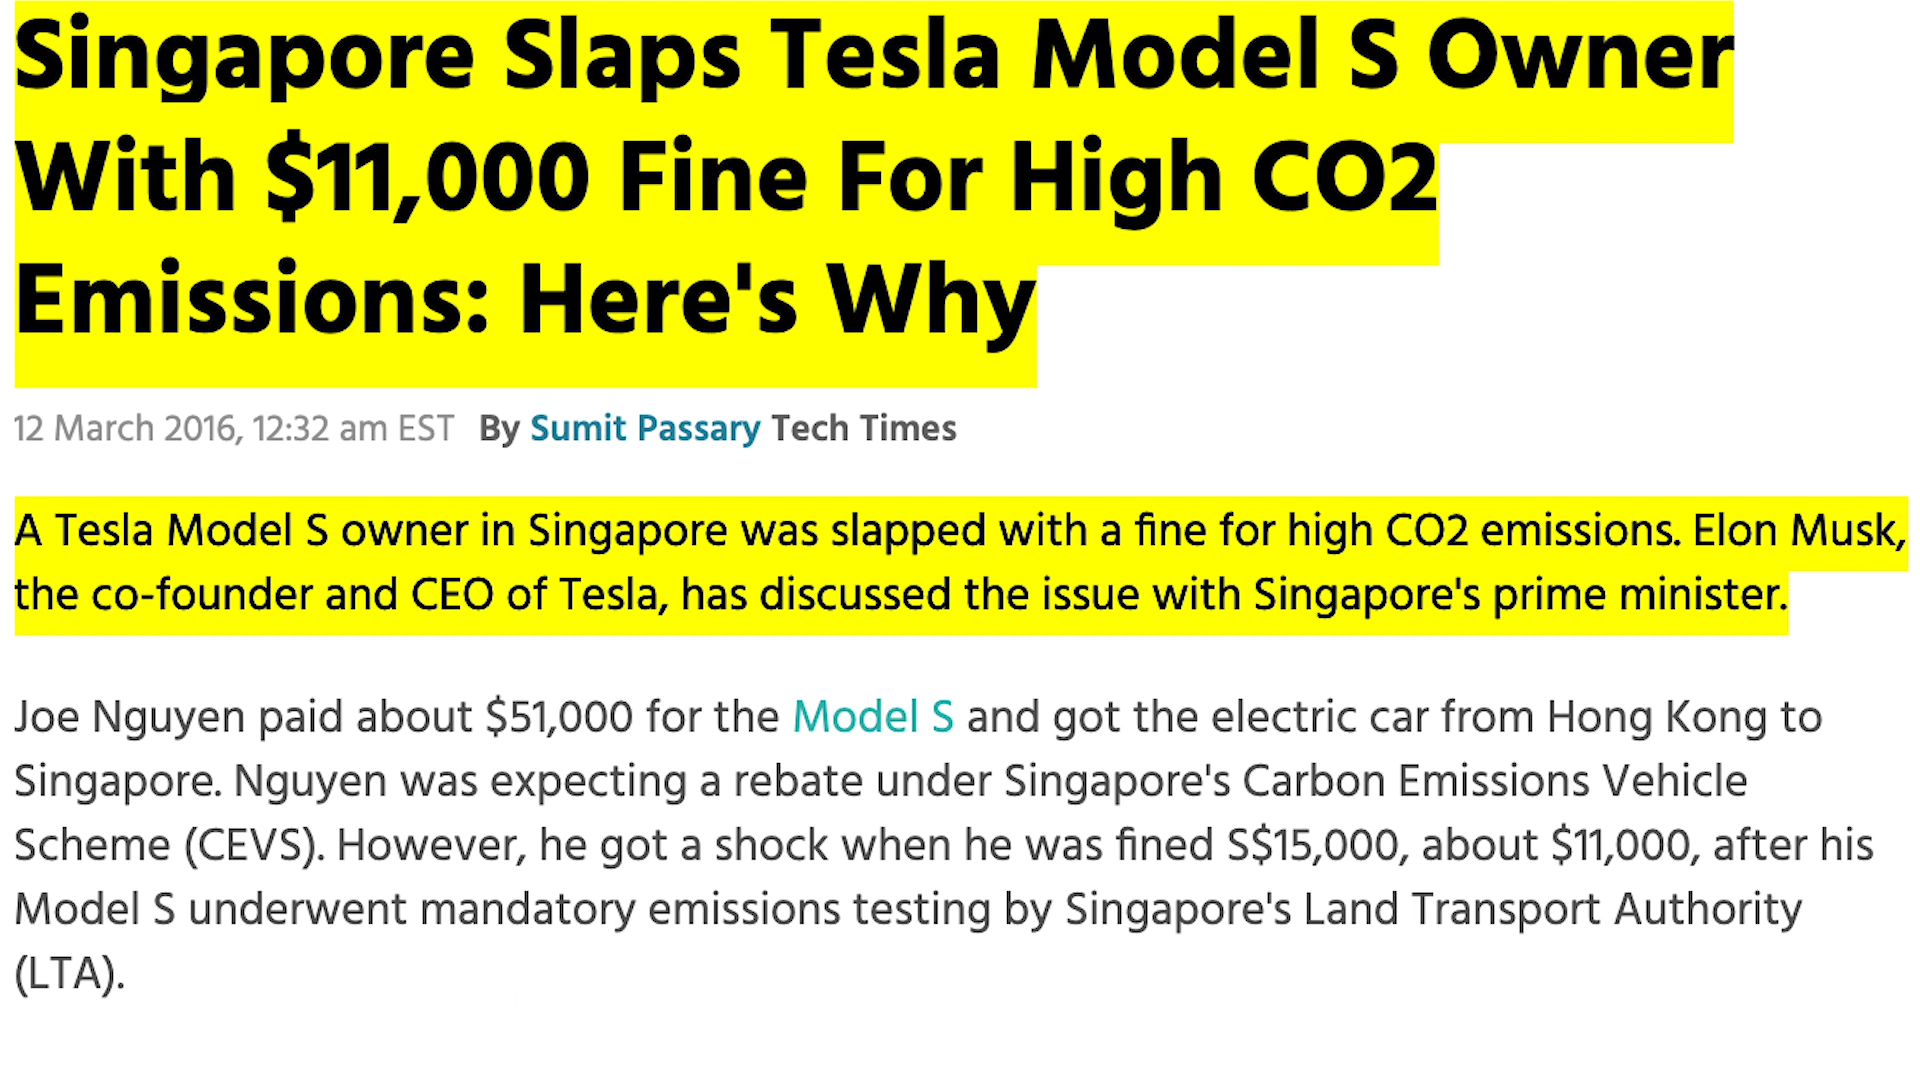 Singapore Slaps Tesla Model S Owner
With $11,000 Fine For High CO2
Emissions: Here's Why
12 March 2016, 12:32 am EST By Sumit Passary Tech Times
A Tesla Model S owner in Singapore was slapped with a fine for high CO2 emissions. Elon Musk,
the co-founder and CEO of Tesla, has discussed the issue with Singapore's prime minister.
Joe Nguyen paid about $51,000 for the Model S and got the electric car from Hong Kong to
Singapore. Nguyen was expecting a rebate under Singapore's Carbon Emissions Vehicle
Scheme (CEVS). However, he got a shock when he was fined S$15,000, about $11,000, after his
Model S underwent mandatory emissions testing by Singapore's Land Transport Authority
(LTA).